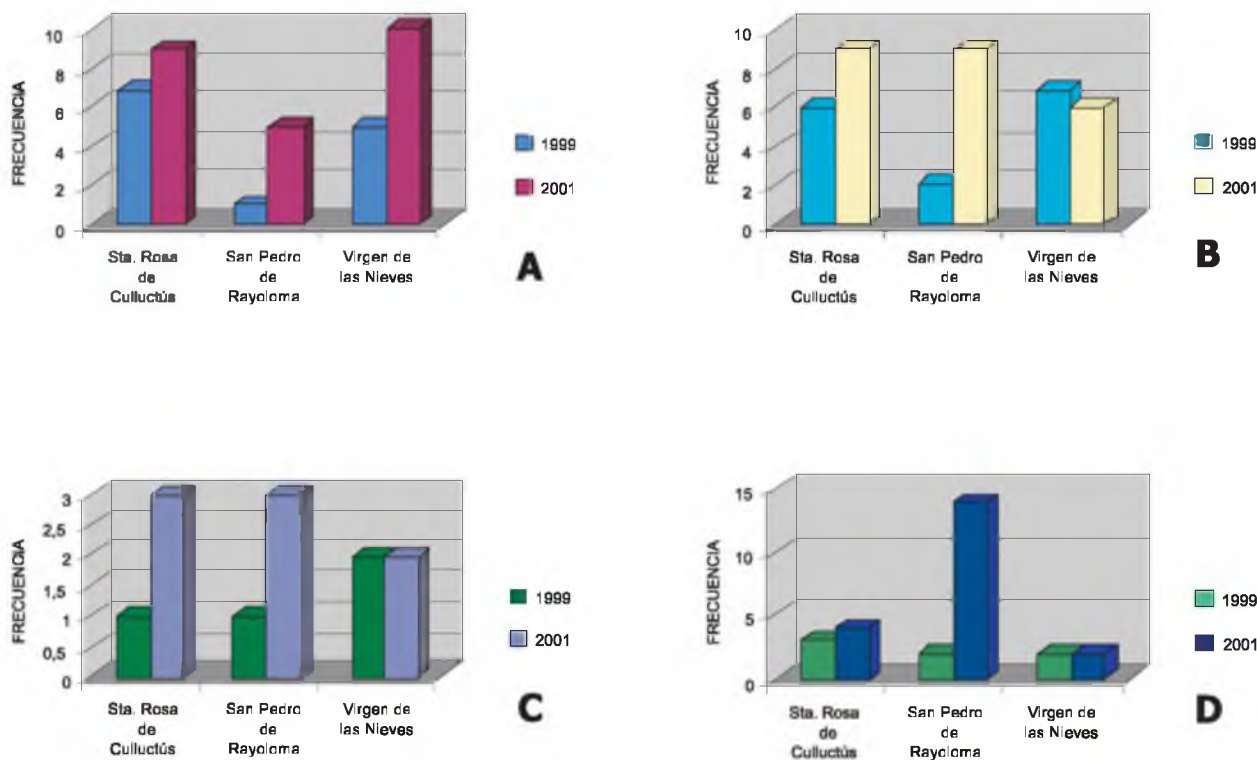 FRECUENCIA
10
8
6
4
2
0
Sta. Rosa
de
Culluctús
San Pedro
de
Rayoloma
Virgen de
las Nieves
1999
2001
A
FRECUENCIA
10
8
6
4
2
0
Sta. Rosa
de
Culluctús
San Pedro
de
Rayoloma
Virgen de
las Nieves
1999
2001
B
FRECUENCIA
3
2,5
2
1,5
1
0,5
0
Sta. Rosa
de
Culluctús
San Pedro
de
Rayoloma
Virgen de
las Nieves
1999
2001
C
FRECUENCIA
15
10
5
0
Sta. Rosa
de
Culluctús
San Pedro
de
Rayoloma
Virgen de
las Nieves
1999
2001
D